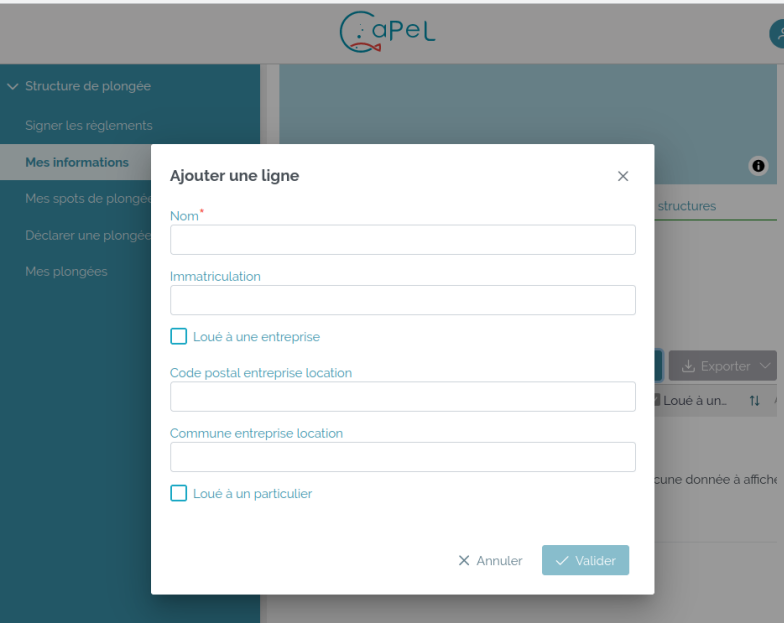 CaPeL
Structure de plongée
Signer les règlements
Mes informations
Mes spots de plongée
Déclarer une plongée
Mes plongées
structures
Exporter
Loué à un...
cune donnée à affiche
Ajouter une ligne
Nom*
Immatriculation
Loué à une entreprise
Code postal entreprise location
Commune entreprise location
Loué à un particulier
Annuler
Valider